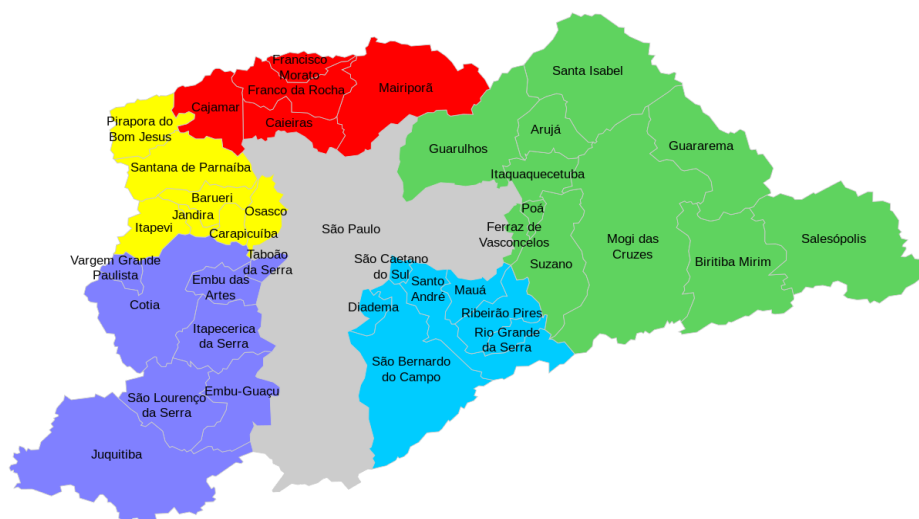 Francisco
Morato
Franco da Rocha
Mairiporã
Cajamar
Caieiras
Pirapora do
Bom Jesus
Santana de Parnaíba
Barueri
Jandira
Osasco
Itapevi
Carapicuíba
Santa Isabel
Arujá
Guarulhos
Guararema
Itaquaquecetuba
Poá
Ferraz de
Vasconcelos
Suzano
Mogi das
Cruzes
Biritiba Mirim
Salesópolis
São Paulo
Vargem Grande
Paulista
Taboão
da Serra
Cotia
Embu das
Artes
Itapecerica
da Serra
São Lourenço
da Serra
Embu-Guaçu
Juquitiba
São Caetano
do Sul
Santo
André
Mauá
Diadema
Ribeirão Pires
Rio Grande
da Serra
São Bernardo
do Campo